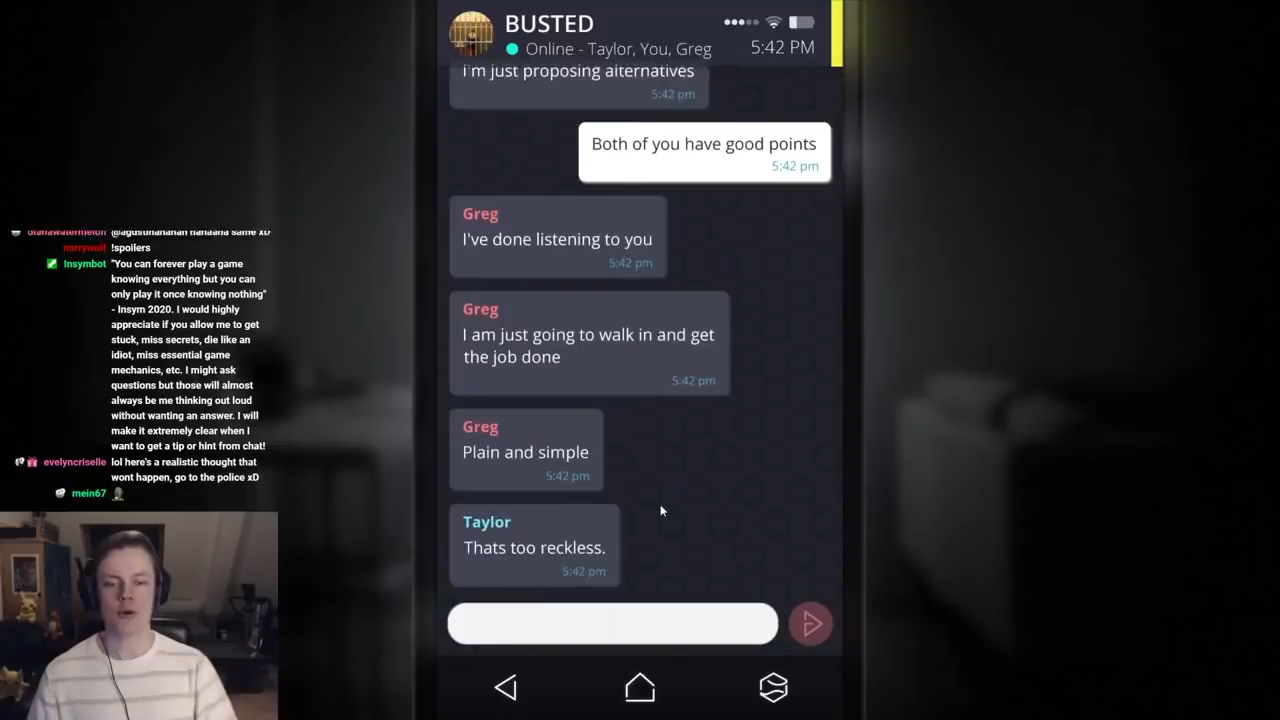 BUSTED
Online - Taylor, You, Greg
5:42 PM
I'm just proposing alternatives
5:42 pm
Both of you have good points
5:42 pm
Greg
I've done listening to you
5:42 pm
Greg
I am just going to walk in and get
the job done
5:42 pm
Greg
Plain and simple
5:42 pm
Taylor
Thats too reckless.
5:42 pm
norrywolf !spoilers
Insymbot "You can forever play a game
knowing everything but you can
only play it once knowing nothing"
- Insym 2020. I would highly
appreciate if you allow me to get
stuck, miss secrets, die like an
idiot, miss essential game
mechanics, etc. I might ask
questions but those will almost
always be me thinking out loud
without wanting an answer. I will
make it extremely clear when I
want to get a tip or hint from chat!
evelyncriselle lol here's a realistic thought that
wont happen, go to the police xD
mein67